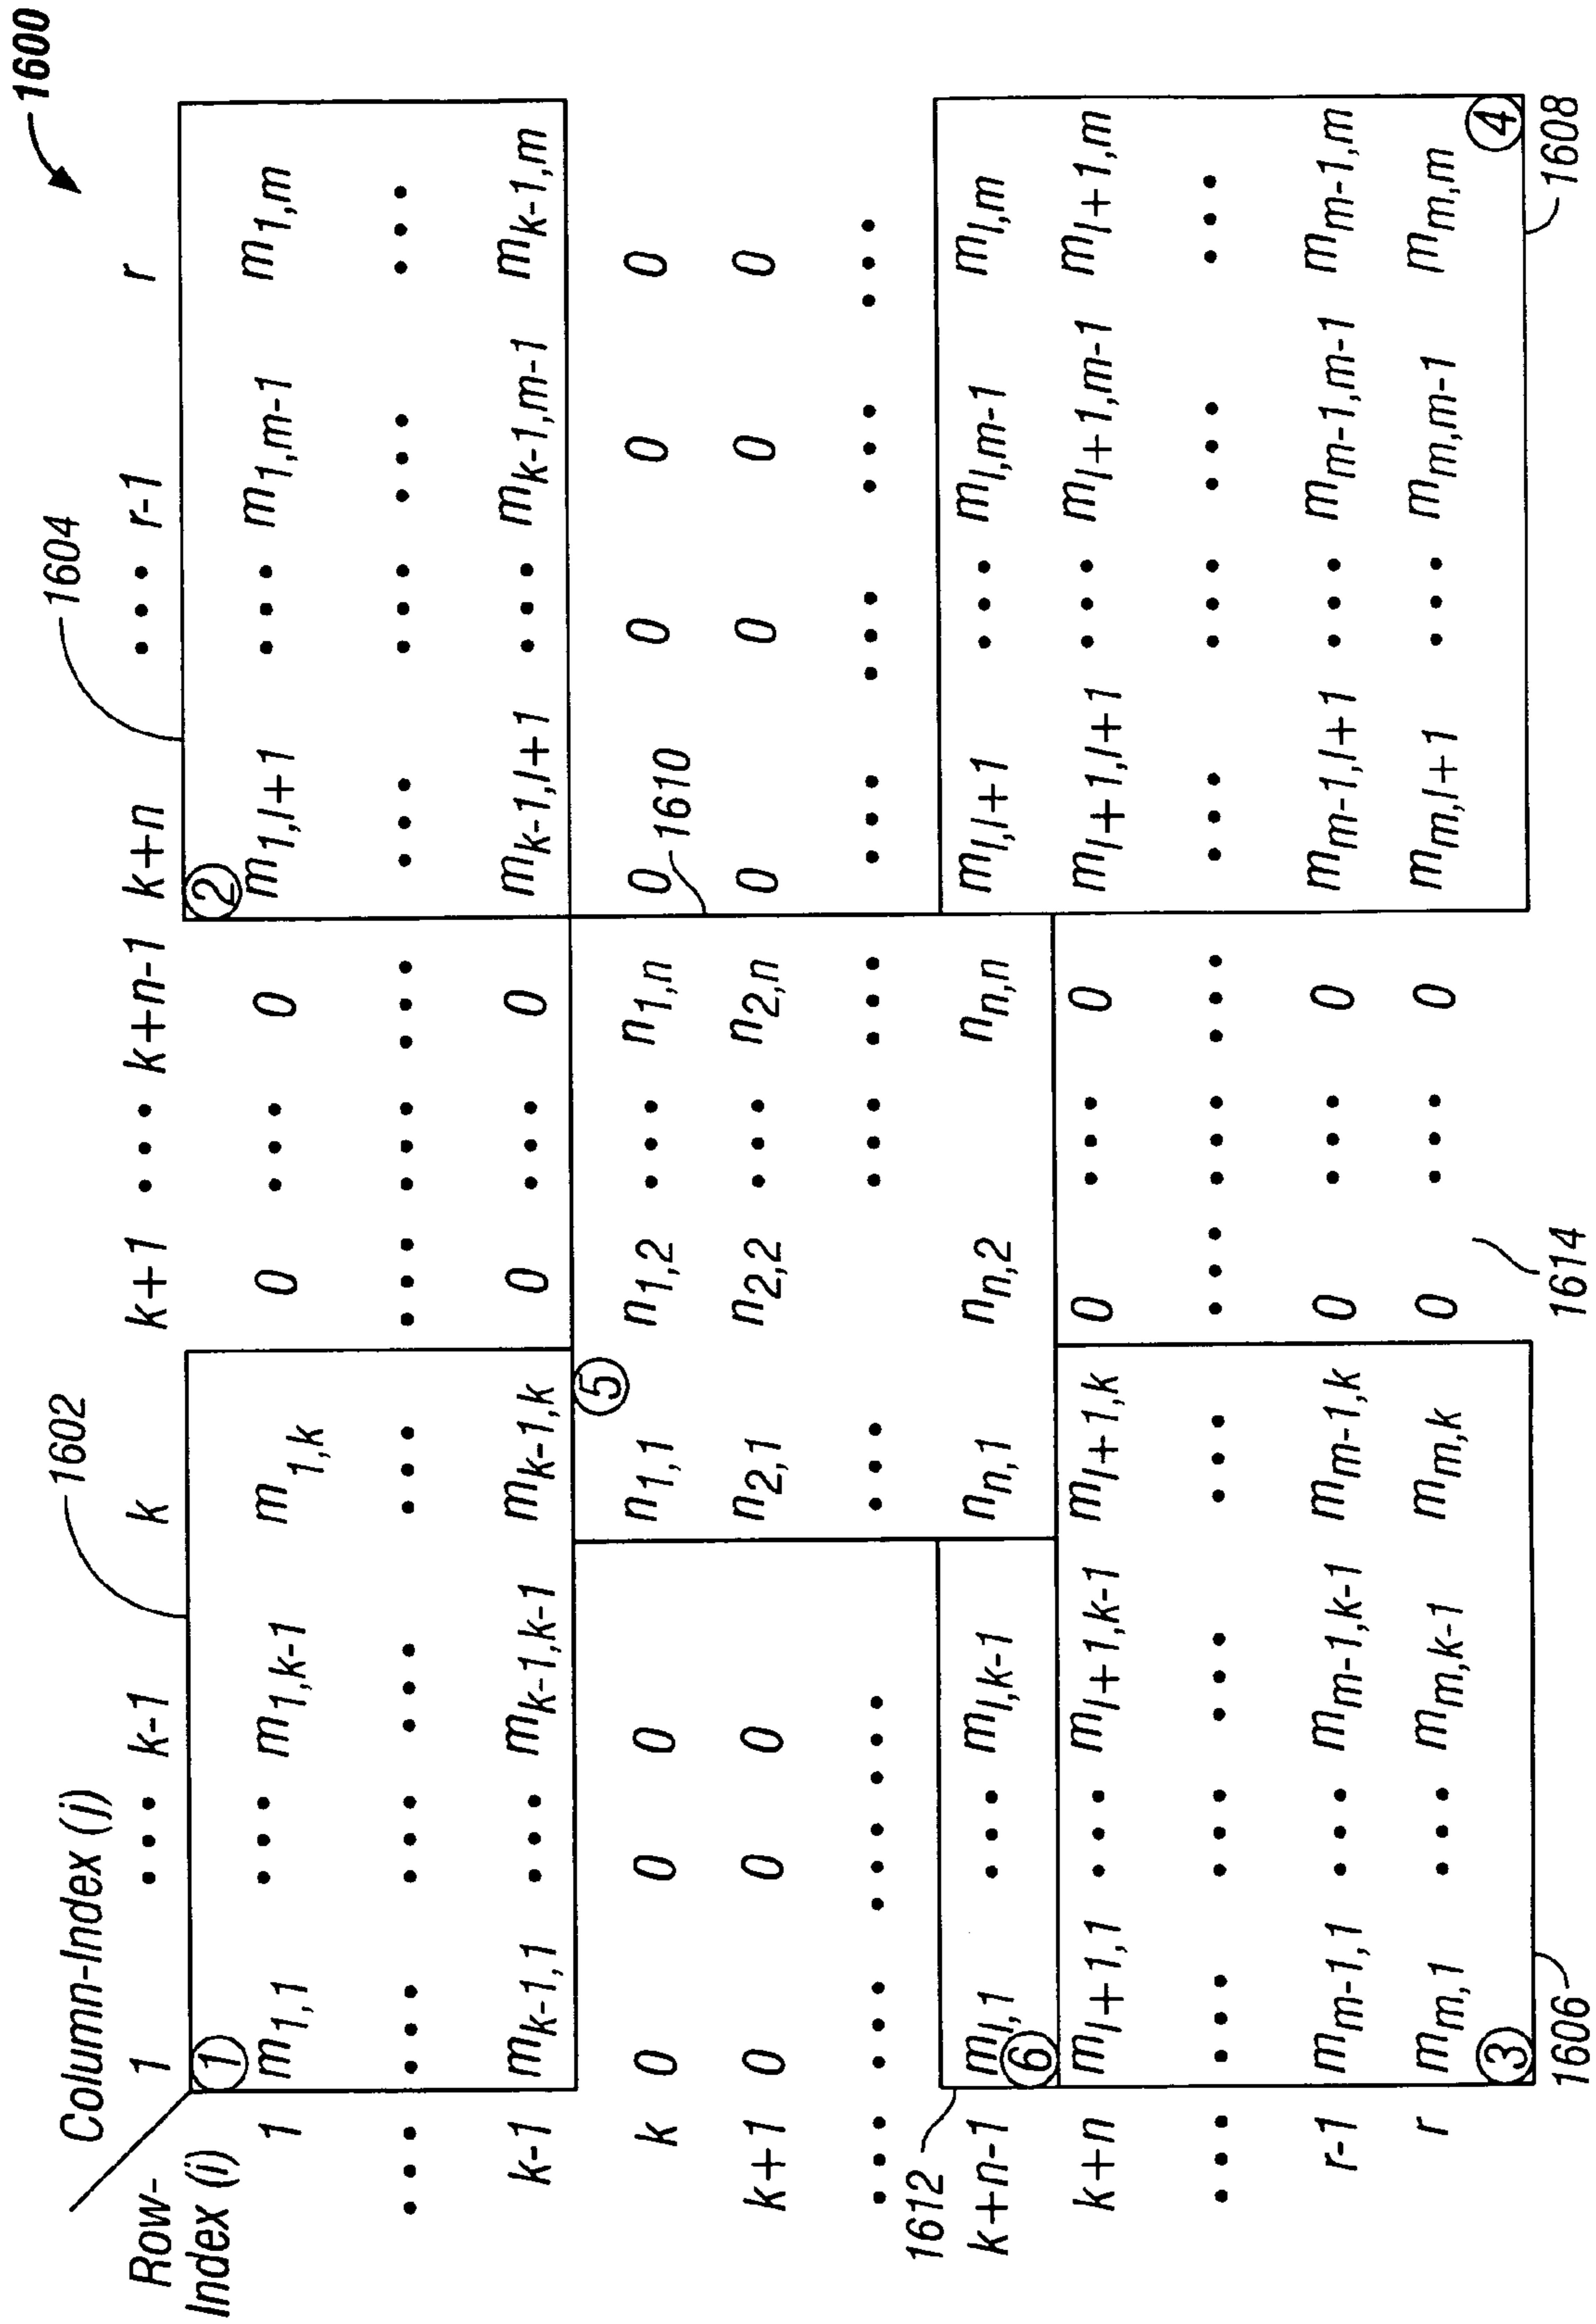 1600
1602 1604
Column-Index (j)
Row- 1 ••• k-1 k k+1 ••• k+n-1 k+n ••• r-1 r
Index (i) ① ②
1 m1,1 ••• m1,k-1 m1,k 0 ••• 0 m1,l+1 ••• m1,m-1 m1,m
••• ••• ••• ••• ••• ••• ••• ••• ••• ••• ••• •••
k-1 mk-1,1 ••• mk-1,k-1 mk-1,k 0 ••• 0 mk-1,l+1 ••• mk-1,m-1 mk-1,m
⑤
k 0 0 0 n1,1 n1,2 ••• n1,n 0 0 0 0
1610
k+1 0 0 0 n2,1 n2,2 ••• n2,n 0 0 0 0
••• ••• ••• ••• ••• ••• ••• ••• ••• ••• •••
1612
k+n-1 ml,1 ••• ml,k-1 nn,1 nn,2 nn,n ml,l+1 ••• ml,m-1 ml,m
⑥
k+n ml+1,1 ••• ml+1,k-1 ml+1,k 0 ••• 0 ml+1,l+1 ••• ml+1,m-1 ml+1,m
••• ••• ••• ••• ••• ••• ••• ••• ••• ••• ••• •••
r-1 mm-1,1 ••• mm-1,k-1 mm-1,k 0 ••• 0 mm-1,l+1 ••• mm-1,m-1 mm-1,m
r mm,1 ••• mm,k-1 mm,k 0 ••• 0 mm,l+1 ••• mm,m-1 mm,m
③ ④
1606 1614 1608